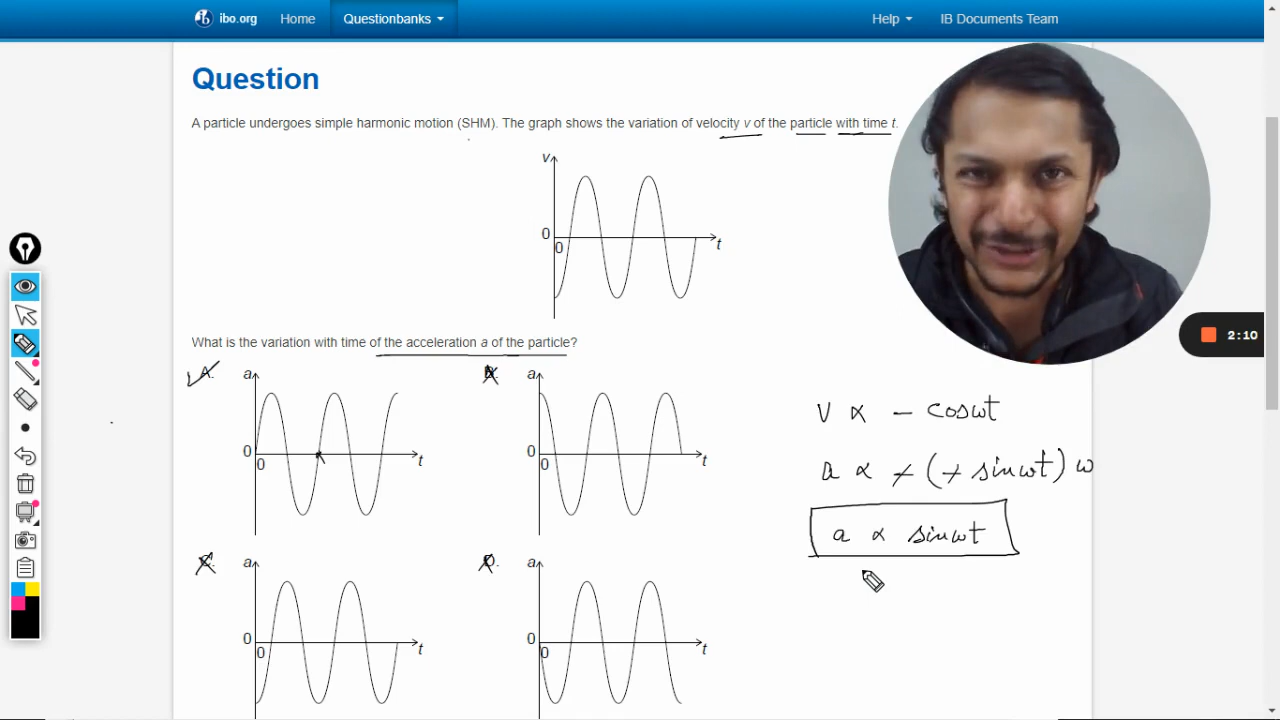 ibo.org Home Questionbanks Help IB Documents Team
Question
A particle undergoes simple harmonic motion (SHM). The graph shows the variation of velocity v of the particle with time t.
v
0
0
t
2:10
What is the variation with time of the acceleration a of the particle?
A. a
0
0
t
B. a
0
0
t
C. a
0
0
t
D. a
0
0
t
v ∝ - cosωt
a ∝ - (- sinωt) ω
a ∝ sinωt